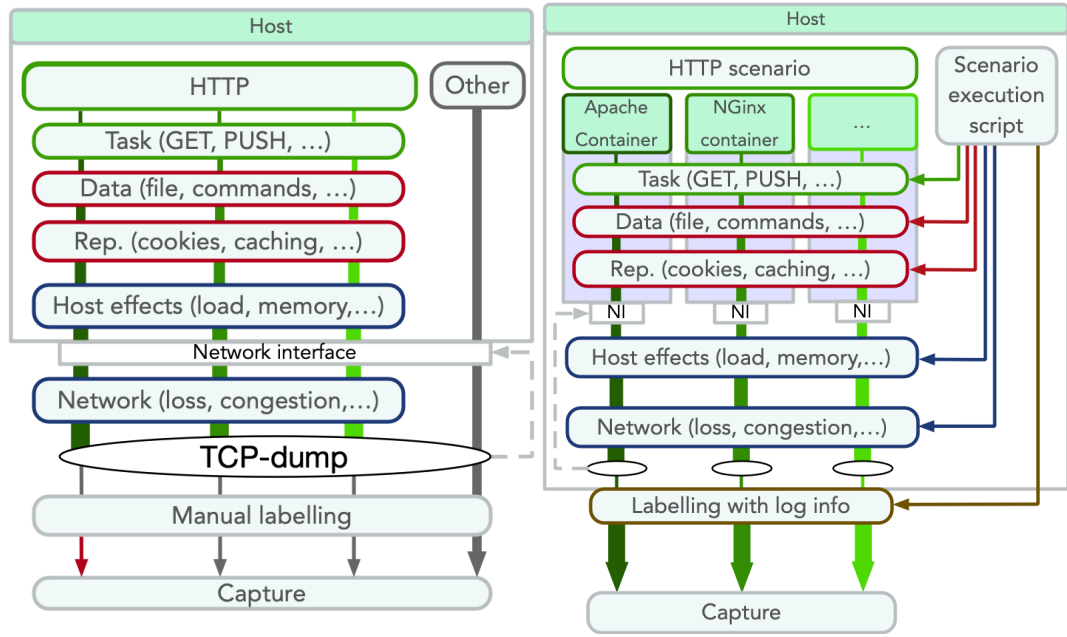 Host
HTTP
Other
Task (GET, PUSH, ...)
Data (file, commands, ...)
Rep. (cookies, caching, ...)
Host effects (load, memory,...)
Network interface
Network (loss, congestion,...)
TCP-dump
Manual labelling
Capture
Host
HTTP scenario
Scenario
execution
script
Apache
Container
NGinx
container
...
Task (GET, PUSH, ...)
Data (file, commands, ...)
Rep. (cookies, caching, ...)
NI
NI
NI
Host effects (load, memory,...)
Network (loss, congestion,...)
Labelling with log info
Capture